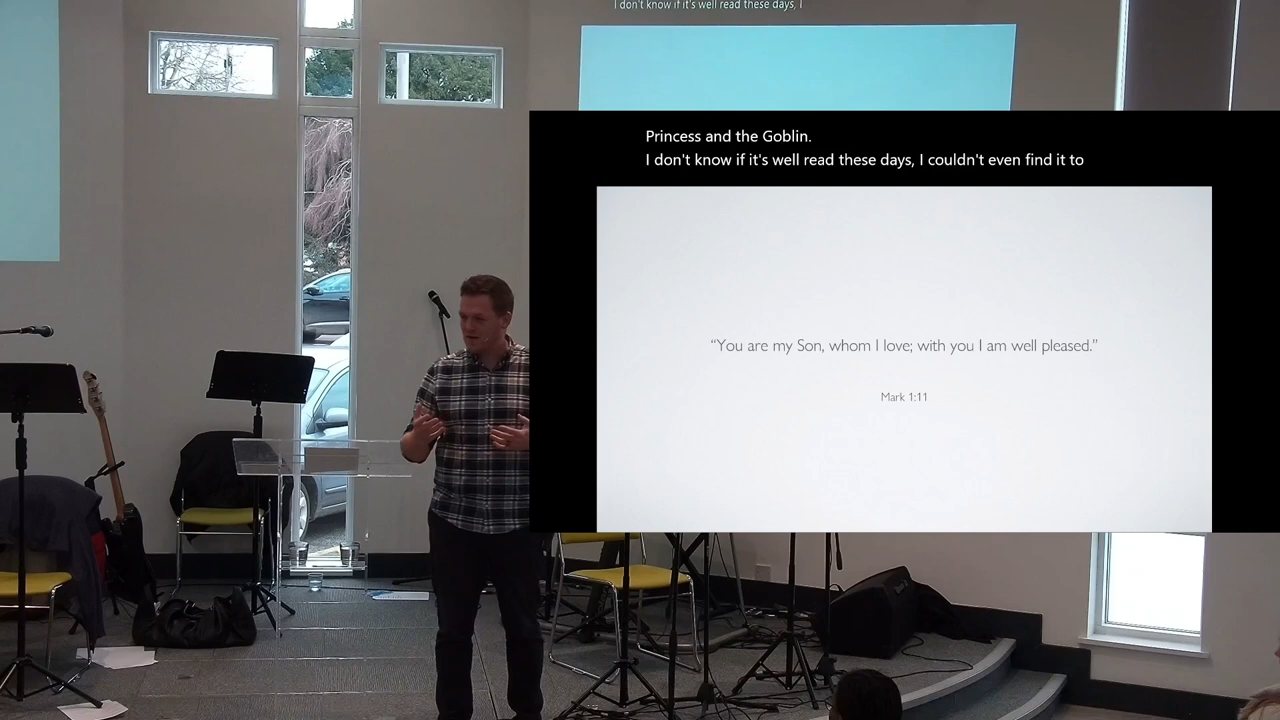 I don't know if it's well read these days, I
Princess and the Goblin.
I don't know if it's well read these days, I couldn't even find it to
“You are my Son, whom I love; with you I am well pleased.”
Mark 1:11